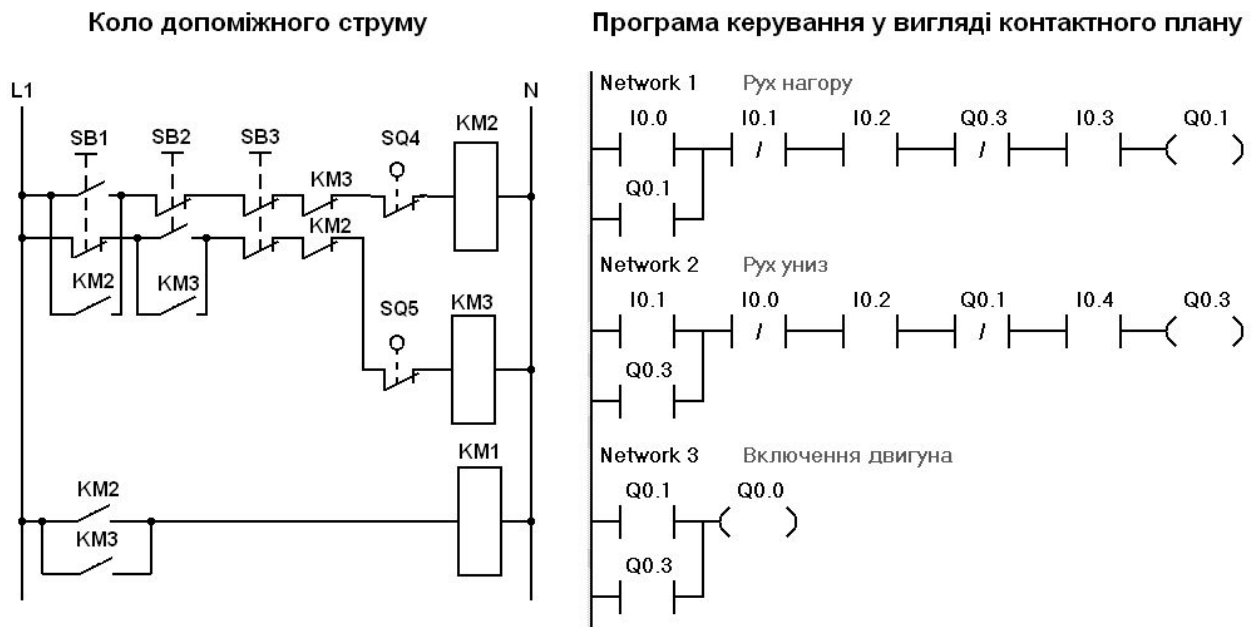 Коло допоміжного струму
Програма керування у вигляді контактного плану
L1
N
SB1
SB2
SB3
SQ4
KM2
KM3
KM2
KM2
KM3
SQ5
KM3
KM1
KM2
KM3
Network 1 Рух нагору
I0.0 I0.1 I0.2 Q0.3 I0.3 Q0.1
/ /
Q0.1
Network 2 Рух униз
I0.1 I0.0 I0.2 Q0.1 I0.4 Q0.3
/ /
Q0.3
Network 3 Включення двигуна
Q0.1 Q0.0
Q0.3